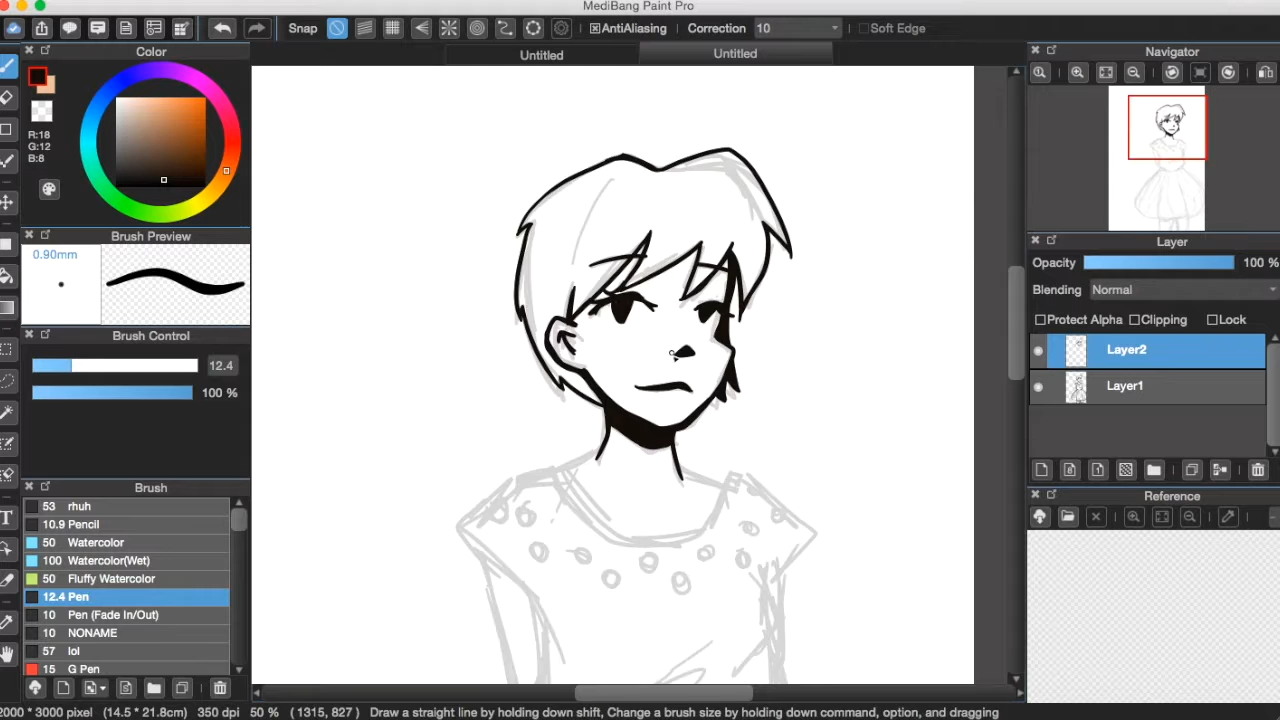 MediBang Paint Pro
Snap
AntiAliasing
Correction
10
Soft Edge
Color
Untitled
Untitled
Navigator
R:18
G:12
B:8
Brush Preview
0.90mm
Layer
Opacity
100 %
Blending
Normal
Protect Alpha
Clipping
Lock
Brush Control
12.4
100 %
Layer2
Layer1
Brush
Reference
53 rhuh
10.9 Pencil
50 Watercolor
100 Watercolor(Wet)
50 Fluffy Watercolor
12.4 Pen
10 Pen (Fade In/Out)
10 NONAME
57 lol
15 G Pen
2000 * 3000 pixel (14.5 * 21.8cm) 350 dpi 50 % ( 1315, 827 ) Draw a straight line by holding down shift, Change a brush size by holding down command, option, and dragging